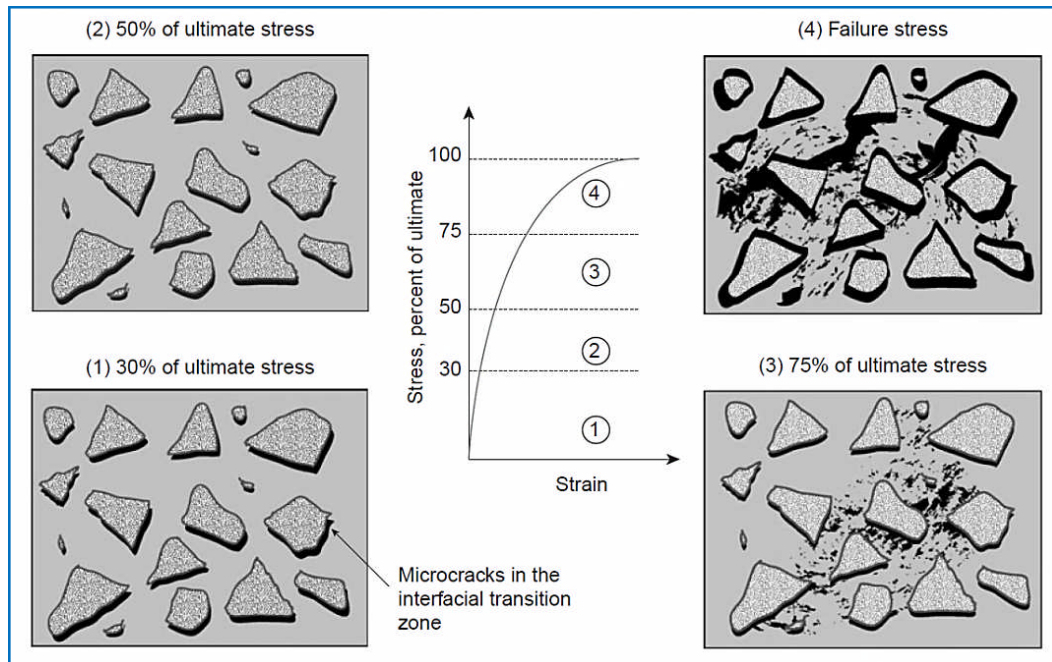 (2) 50% of ultimate stress
(4) Failure stress
Stress, percent of ultimate
100
75
50
30
4
3
2
1
Strain
(1) 30% of ultimate stress
(3) 75% of ultimate stress
Microcracks in the
interfacial transition
zone